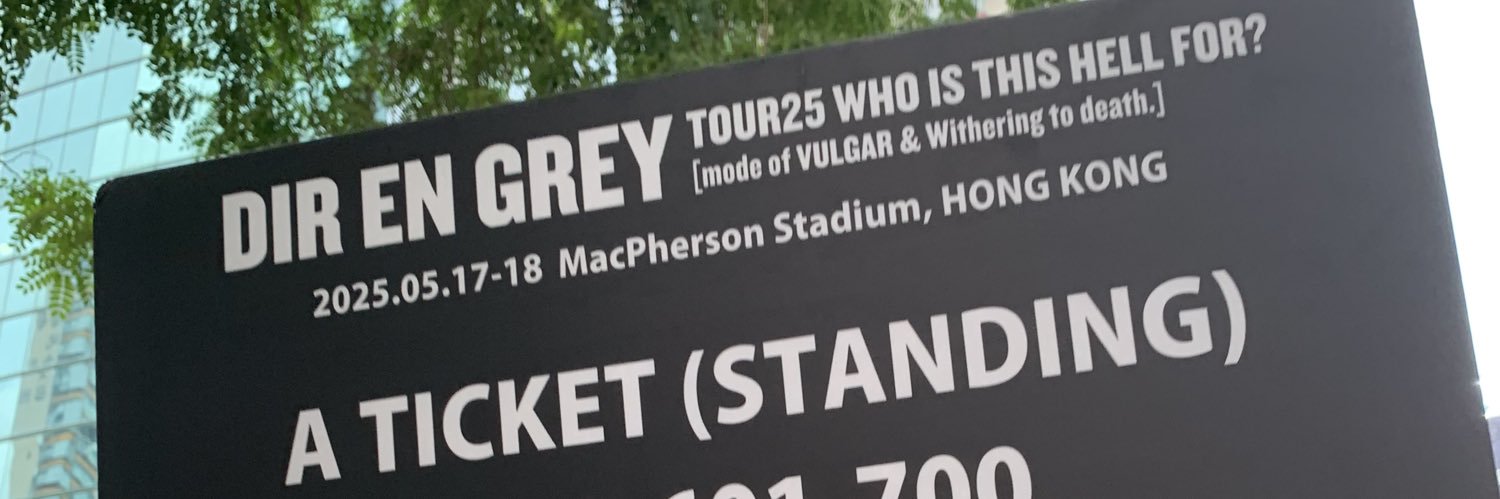 DIR EN GREY TOUR25 WHO IS THIS HELL FOR?
[mode of VULGAR & Withering to death.]
2025.05.17-18 MacPherson Stadium, HONG KONG
A TICKET (STANDING)